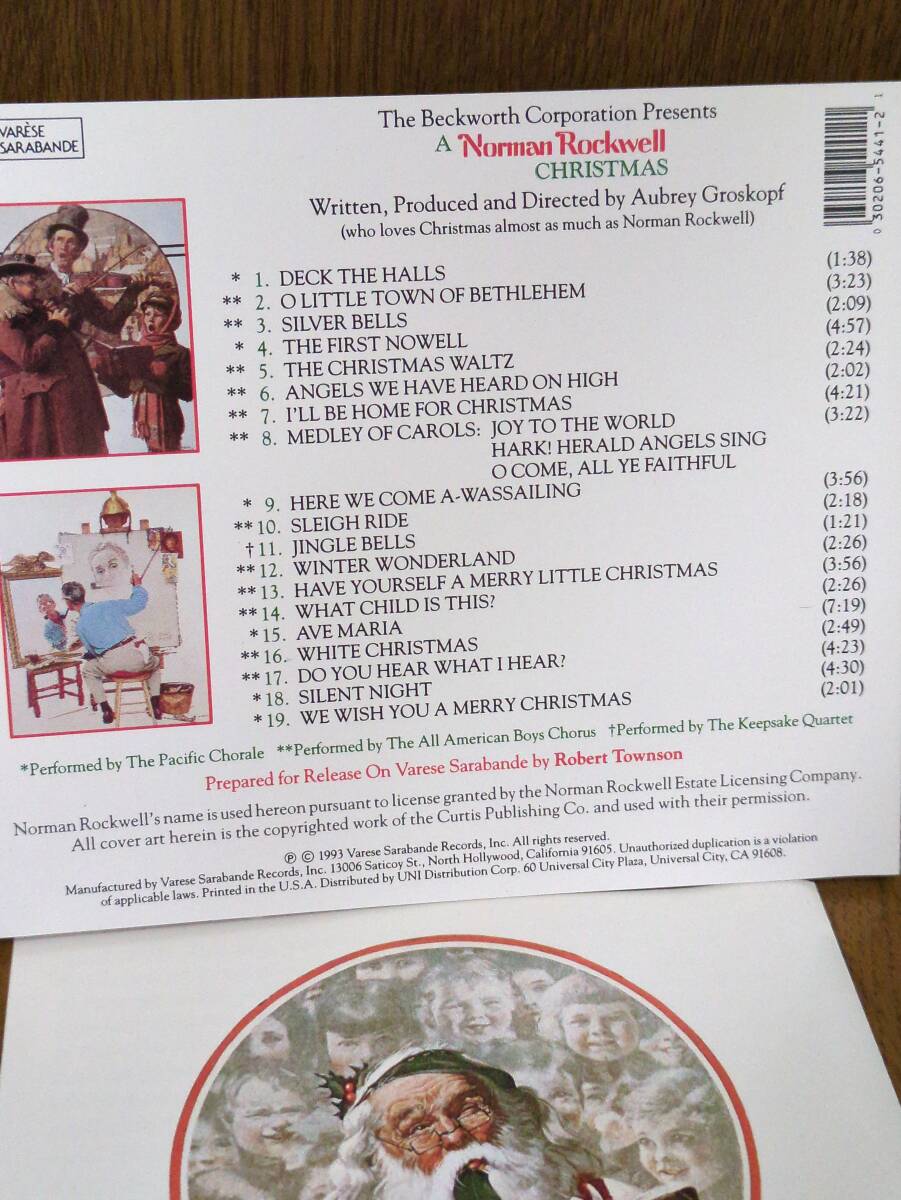 VARÈSE
SARABANDE
The Beckworth Corporation Presents
A Norman Rockwell
CHRISTMAS
Written, Produced and Directed by Aubrey Groskopf
(who loves Christmas almost as much as Norman Rockwell)
0 30206-5441-2 1
* 1. DECK THE HALLS (1:38)
** 2. O LITTLE TOWN OF BETHLEHEM (3:23)
** 3. SILVER BELLS (2:09)
* 4. THE FIRST NOWELL (4:57)
** 5. THE CHRISTMAS WALTZ (2:24)
** 6. ANGELS WE HAVE HEARD ON HIGH (2:02)
** 7. I'LL BE HOME FOR CHRISTMAS (4:21)
** 8. MEDLEY OF CAROLS: JOY TO THE WORLD (3:22)
HARK! HERALD ANGELS SING
O COME, ALL YE FAITHFUL
* 9. HERE WE COME A-WASSAILING (3:56)
**10. SLEIGH RIDE (2:18)
†11. JINGLE BELLS (1:21)
**12. WINTER WONDERLAND (2:26)
**13. HAVE YOURSELF A MERRY LITTLE CHRISTMAS (3:56)
**14. WHAT CHILD IS THIS? (2:26)
*15. AVE MARIA (7:19)
**16. WHITE CHRISTMAS (2:49)
**17. DO YOU HEAR WHAT I HEAR? (4:23)
*18. SILENT NIGHT (4:30)
*19. WE WISH YOU A MERRY CHRISTMAS (2:01)
*Performed by The Pacific Chorale **Performed by The All American Boys Chorus †Performed by The Keepsake Quartet
Prepared for Release On Varese Sarabande by Robert Townson
Norman Rockwell's name is used hereon pursuant to license granted by the Norman Rockwell Estate Licensing Company.
All cover art herein is the copyrighted work of the Curtis Publishing Co. and used with their permission.
℗ © 1993 Varese Sarabande Records, Inc. All rights reserved.
Manufactured by Varese Sarabande Records, Inc. 13006 Saticoy St., North Hollywood, California 91605. Unauthorized duplication is a violation
of applicable laws. Printed in the U.S.A. Distributed by UNI Distribution Corp. 60 Universal City Plaza, Universal City, CA 91608.